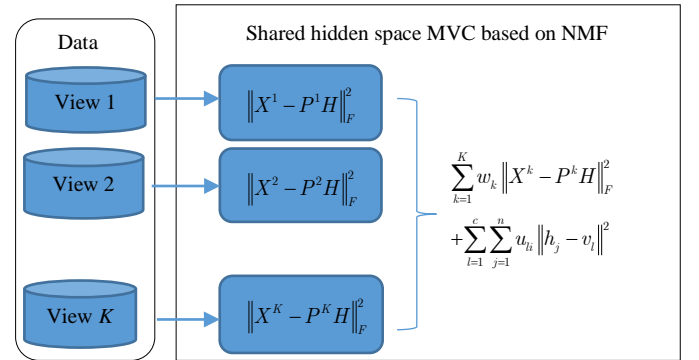 Data
Shared hidden space MVC based on NMF
View 1
‖X¹ − P¹H‖²_F
View 2
‖X² − P²H‖²_F
∑_{k=1}^{K} w_k ‖X^k − P^k H‖²_F
+∑_{l=1}^{c} ∑_{j=1}^{n} u_{li} ‖h_j − v_l‖²
View K
‖X^K − P^K H‖²_F